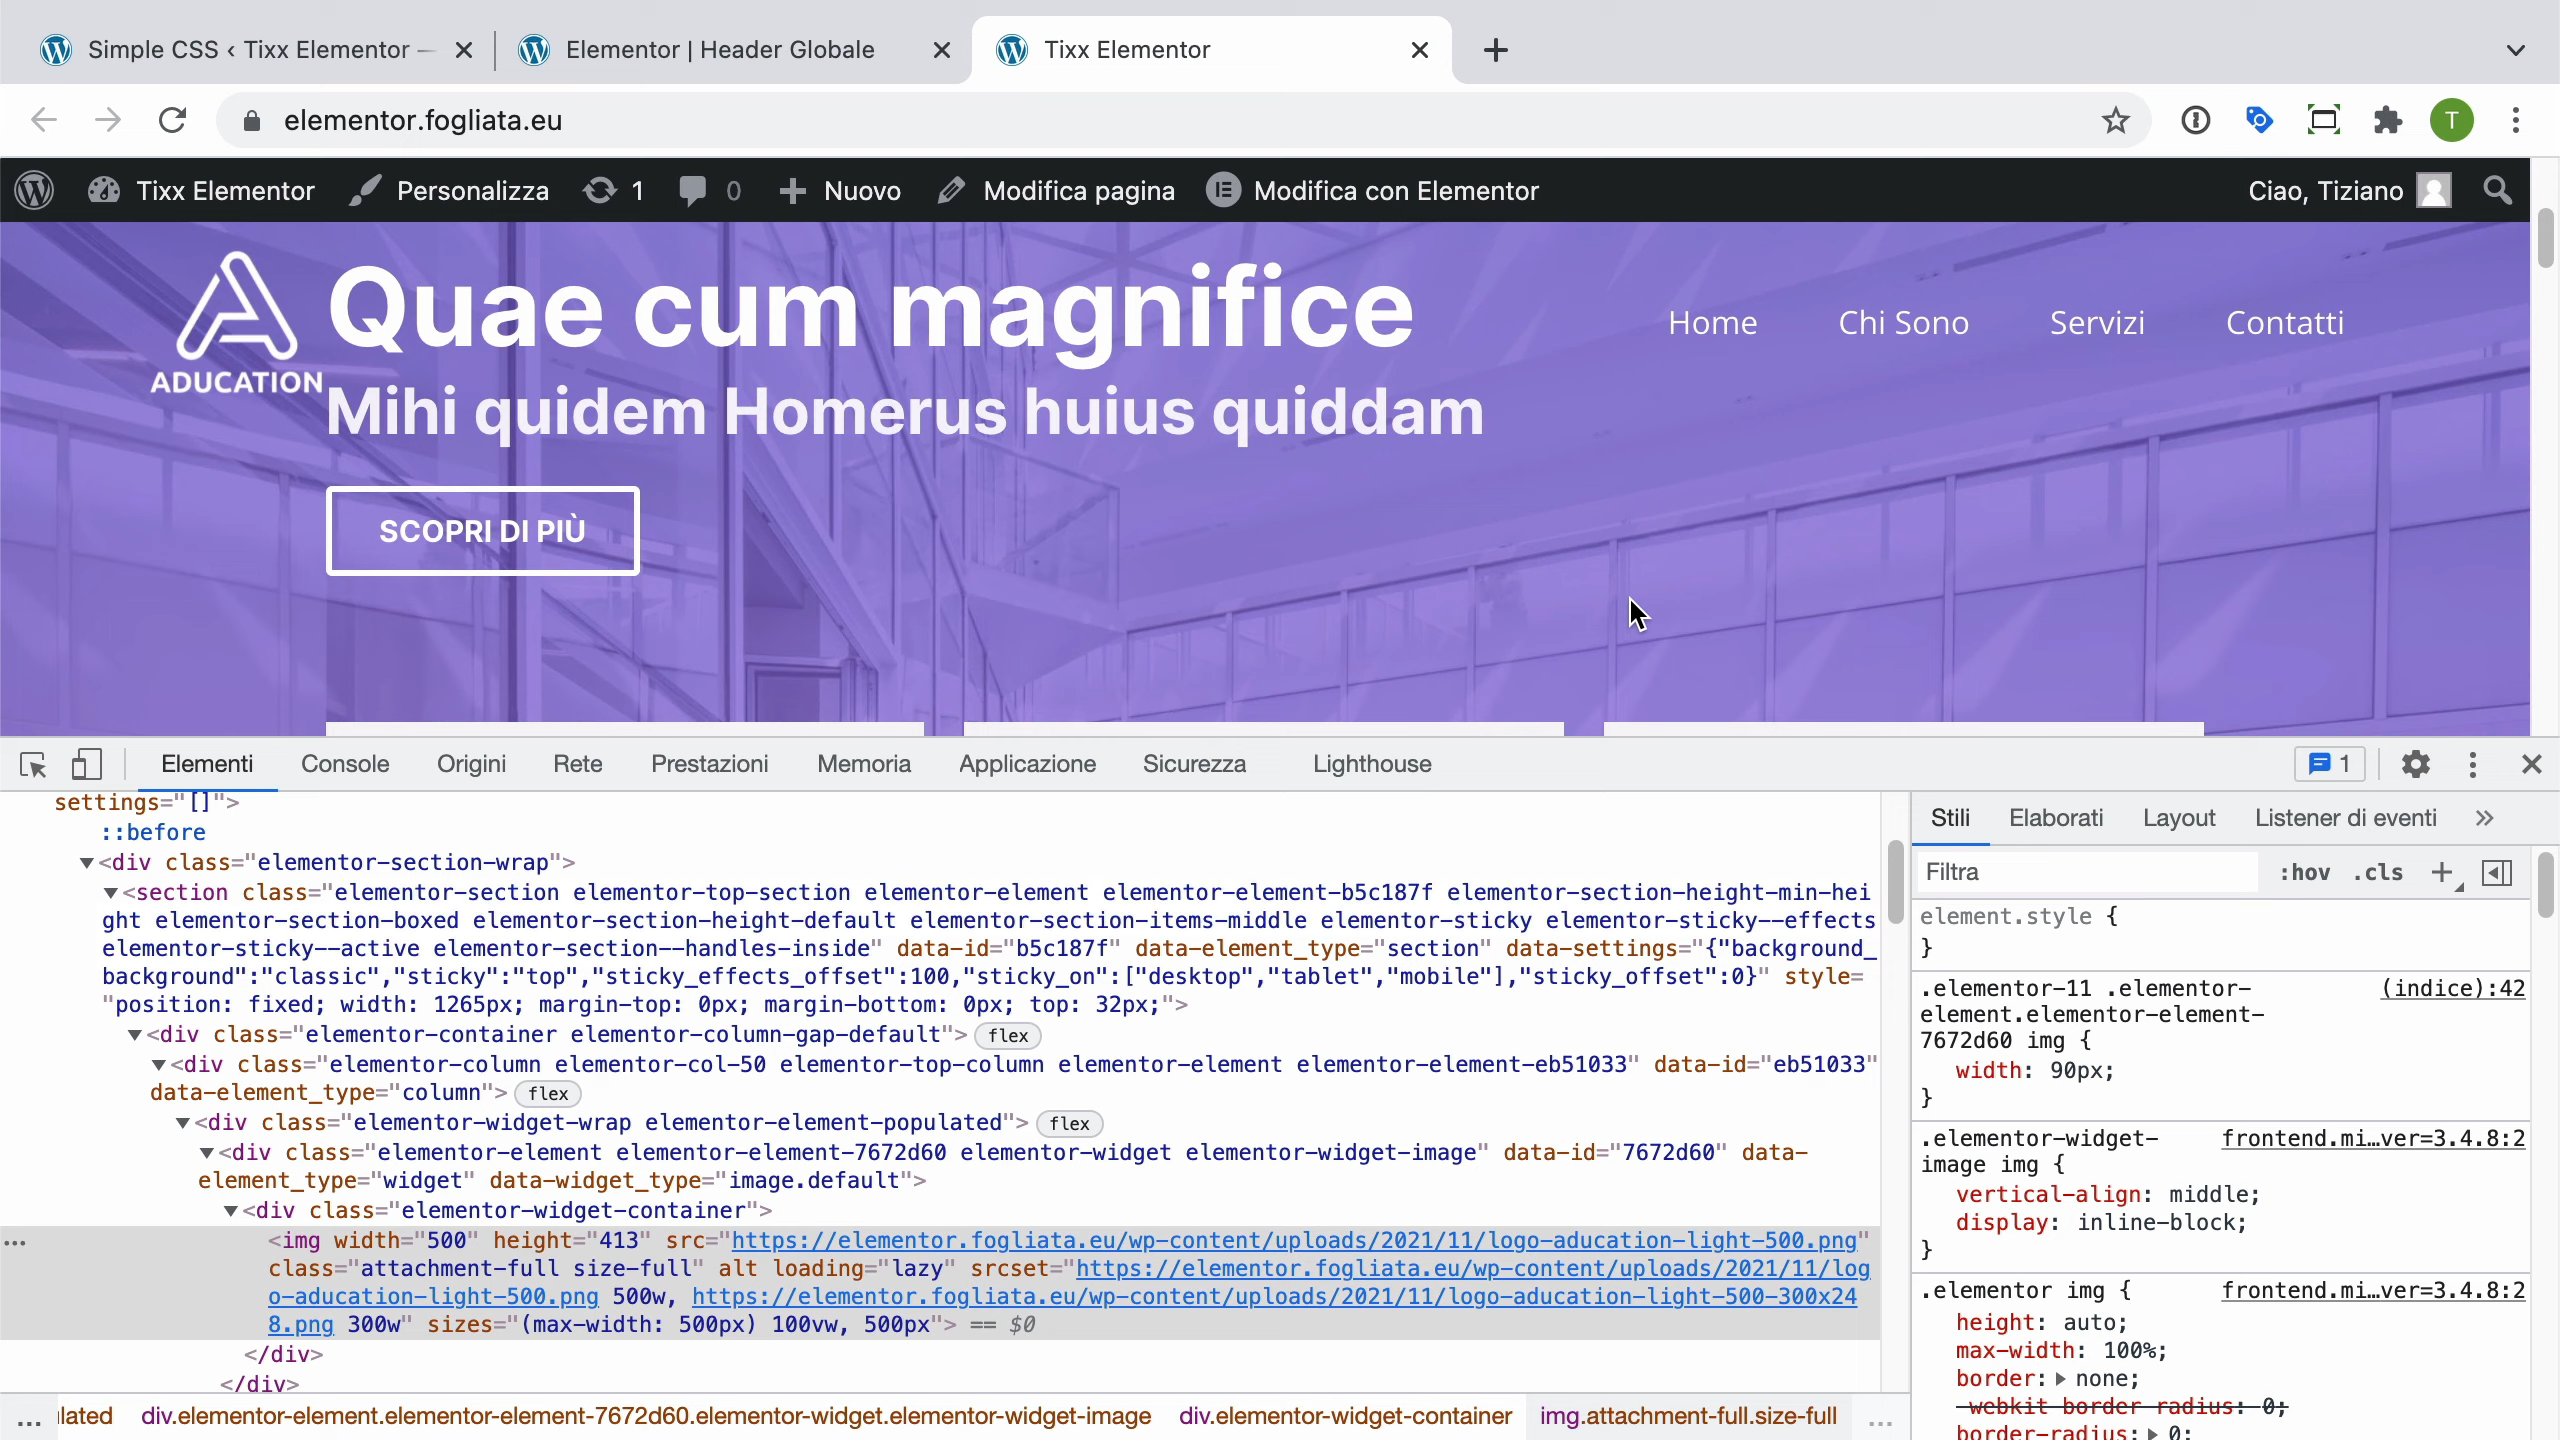 Simple CSS ‹ Tixx Elementor —
Elementor | Header Globale
Tixx Elementor
elementor.fogliata.eu
T
Tixx Elementor
Personalizza
1
0
Nuovo
Modifica pagina
Modifica con Elementor
Ciao, Tiziano
ADUCATION
Quae cum magnifice
Mihi quidem Homerus huius quiddam
Home
Chi Sono
Servizi
Contatti
SCOPRI DI PIÙ
Elementi
Console
Origini
Rete
Prestazioni
Memoria
Applicazione
Sicurezza
Lighthouse
1
settings="[]">
::before
▼<div class="elementor-section-wrap">
▼<section class="elementor-section elementor-top-section elementor-element elementor-element-b5c187f elementor-section-height-min-hei
ght elementor-section-boxed elementor-section-height-default elementor-section-items-middle elementor-sticky elementor-sticky--effects
elementor-sticky--active elementor-section--handles-inside" data-id="b5c187f" data-element_type="section" data-settings="{"background_
background":"classic","sticky":"top","sticky_effects_offset":100,"sticky_on":["desktop","tablet","mobile"],"sticky_offset":0}" style=
"position: fixed; width: 1265px; margin-top: 0px; margin-bottom: 0px; top: 32px;">
▼<div class="elementor-container elementor-column-gap-default"> flex
▼<div class="elementor-column elementor-col-50 elementor-top-column elementor-element elementor-element-eb51033" data-id="eb51033"
data-element_type="column"> flex
▼<div class="elementor-widget-wrap elementor-element-populated"> flex
▼<div class="elementor-element elementor-element-7672d60 elementor-widget elementor-widget-image" data-id="7672d60" data-
element_type="widget" data-widget_type="image.default">
▼<div class="elementor-widget-container">
<img width="500" height="413" src="https://elementor.fogliata.eu/wp-content/uploads/2021/11/logo-aducation-light-500.png"
class="attachment-full size-full" alt loading="lazy" srcset="https://elementor.fogliata.eu/wp-content/uploads/2021/11/log
o-aducation-light-500.png 500w, https://elementor.fogliata.eu/wp-content/uploads/2021/11/logo-aducation-light-500-300x24
8.png 300w" sizes="(max-width: 500px) 100vw, 500px"> == $0
</div>
</div>
… lated div.elementor-element.elementor-element-7672d60.elementor-widget.elementor-widget-image div.elementor-widget-container img.attachment-full.size-full …
Stili
Elaborati
Layout
Listener di eventi
»
Filtra
:hov
.cls
element.style {
}
.elementor-11 .elementor- (indice):42
element.elementor-element-
7672d60 img {
width: 90px;
}
.elementor-widget- frontend.mi…ver=3.4.8:2
image img {
vertical-align: middle;
display: inline-block;
}
.elementor img { frontend.mi…ver=3.4.8:2
height: auto;
max-width: 100%;
border:▶ none;
-webkit-border-radius: 0;
border-radius:▶ 0;